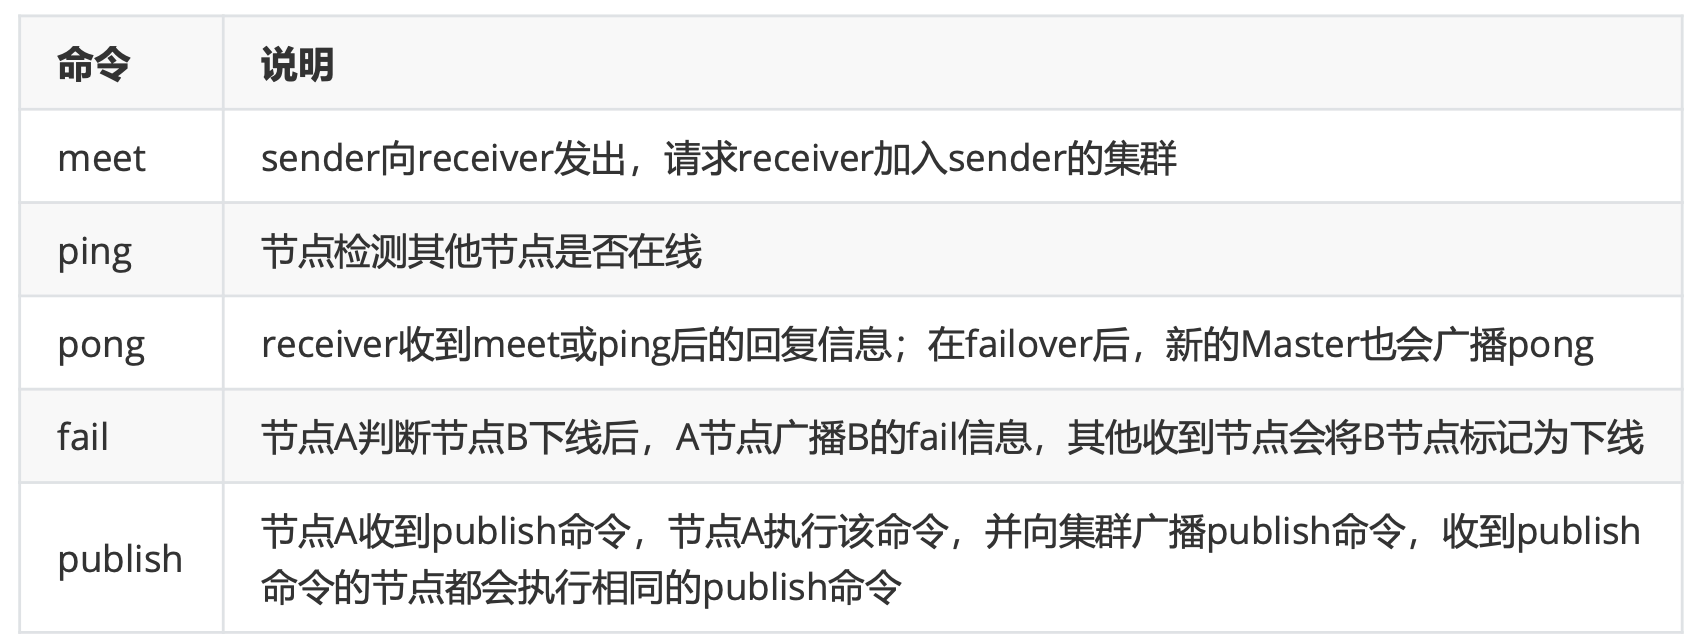 命令 说明
meet sender向receiver发出，请求receiver加入sender的集群
ping 节点检测其他节点是否在线
pong receiver收到meet或ping后的回复信息；在failover后，新的Master也会广播pong
fail 节点A判断节点B下线后，A节点广播B的fail信息，其他收到节点会将B节点标记为下线
publish 节点A收到publish命令，节点A执行该命令，并向集群广播publish命令，收到publish
命令的节点都会执行相同的publish命令